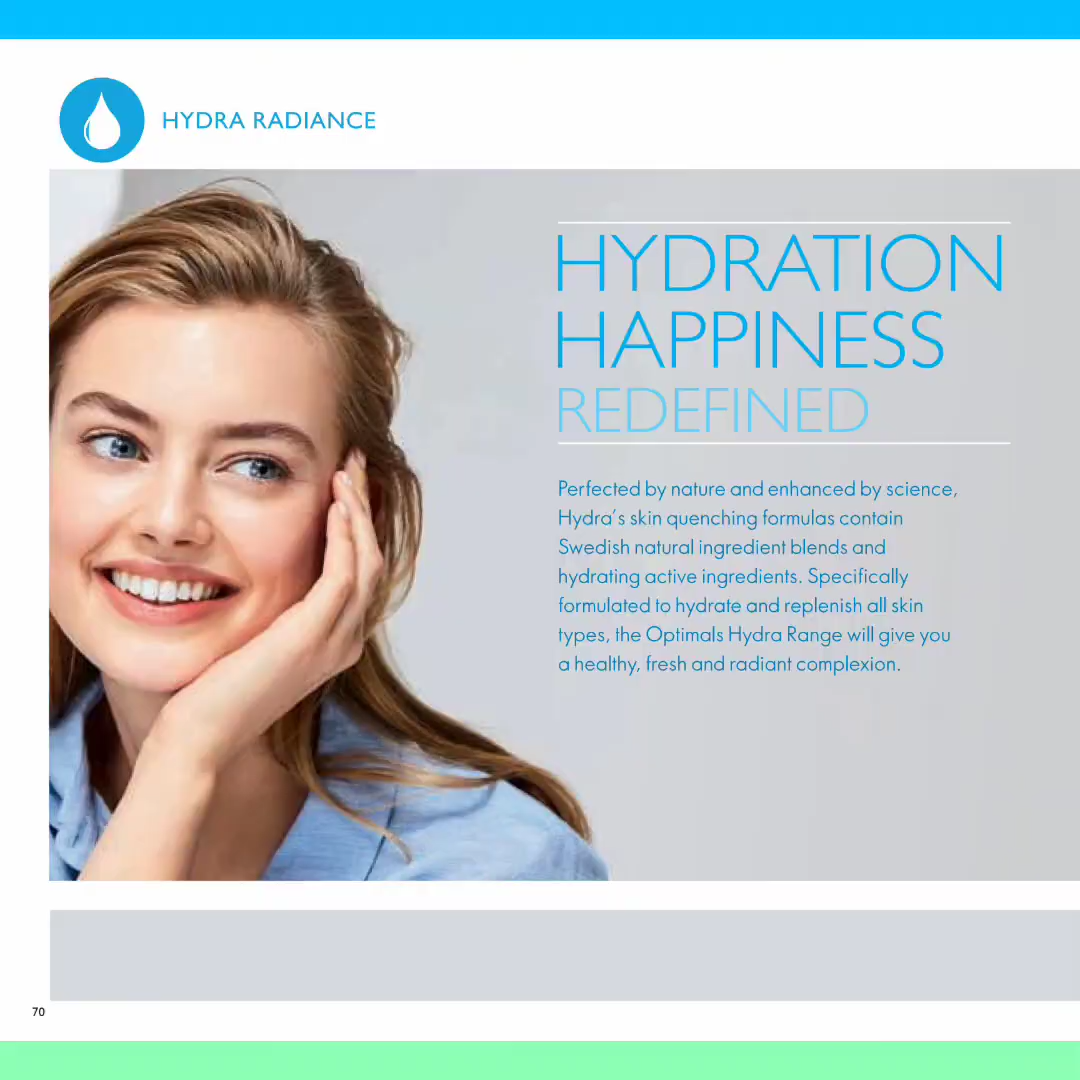 HYDRA RADIANCE
HYDRATION
HAPPINESS
REDEFINED
Perfected by nature and enhanced by science,
Hydra's skin quenching formulas contain
Swedish natural ingredient blends and
hydrating active ingredients. Specifically
formulated to hydrate and replenish all skin
types, the Optimals Hydra Range will give you
a healthy, fresh and radiant complexion.
70